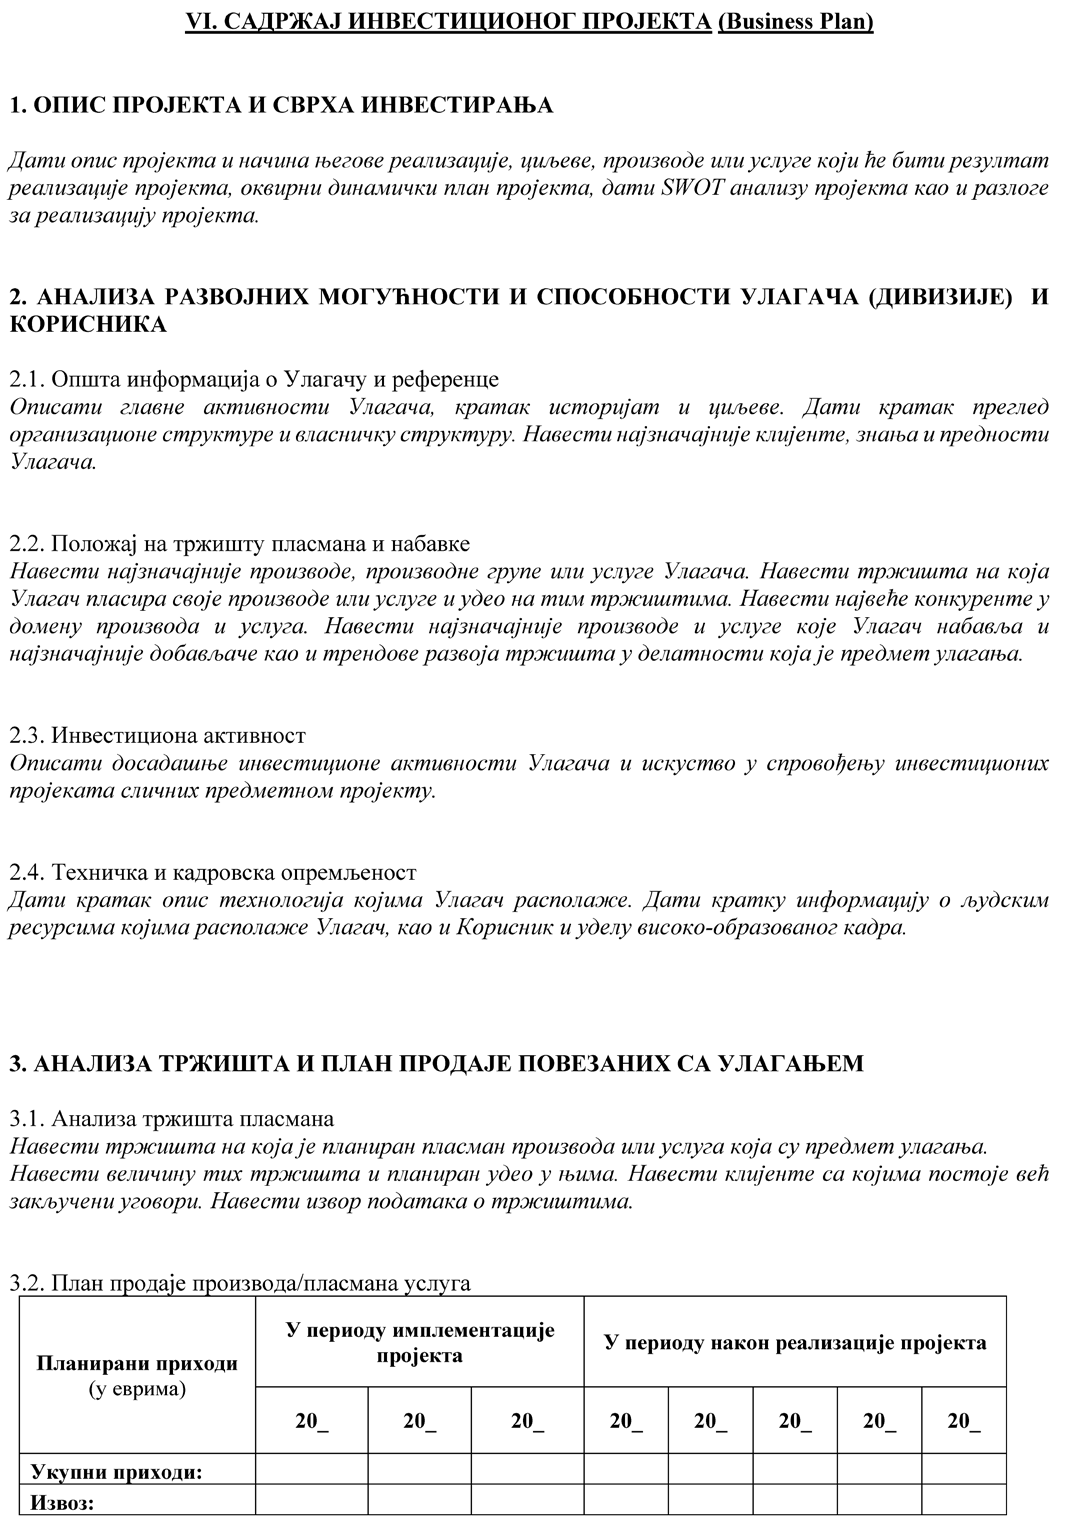 VI. САДРЖАЈ ИНВЕСТИЦИОНОГ ПРОЈЕКТА (Business Plan)
1. ОПИС ПРОЈЕКТА И СВРХА ИНВЕСТИРАЊА
Дати опис пројекта и начина његове реализације, циљеве, производе или услуге који ће бити резултат
реализације пројекта, оквирни динамички план пројекта, дати SWOT анализу пројекта као и разлоге
за реализацију пројекта.
2. АНАЛИЗА РАЗВОЈНИХ МОГУЋНОСТИ И СПОСОБНОСТИ УЛАГАЧА (ДИВИЗИЈЕ) И
КОРИСНИКА
2.1. Општа информација о Улагачу и референце
Описати главне активности Улагача, кратак историјат и циљеве. Дати кратак преглед
организационе структуре и власничку структуру. Навести најзначајније клијенте, знања и предности
Улагача.
2.2. Положај на тржишту пласмана и набавке
Навести најзначајније производе, производне групе или услуге Улагача. Навести тржишта на која
Улагач пласира своје производе или услуге и удео на тим тржиштима. Навести највеће конкуренте у
домену производа и услуга. Навести најзначајније производе и услуге које Улагач набавља и
најзначајније добављаче као и трендове развоја тржишта у делатности која је предмет улагања.
2.3. Инвестициона активност
Описати досадашње инвестиционе активности Улагача и искуство у спровођењу инвестиционих
пројеката сличних предметном пројекту.
2.4. Техничка и кадровска опремљеност
Дати кратак опис технологија којима Улагач располаже. Дати кратку информацију о људским
ресурсима којима располаже Улагач, као и Корисник и уделу високо-образованог кадра.
3. АНАЛИЗА ТРЖИШТА И ПЛАН ПРОДАЈЕ ПОВЕЗАНИХ СА УЛАГАЊЕМ
3.1. Анализа тржишта пласмана
Навести тржишта на која је планиран пласман производа или услуга која су предмет улагања.
Навести величину тих тржишта и планиран удео у њима. Навести клијенте са којима постоје већ
закључени уговори. Навести извор података о тржиштима.
3.2. План продаје производа/пласмана услуга
Планирани приходи
(у еврима)
У периоду имплементације
пројекта
У периоду након реализације пројекта
20_ 20_ 20_ 20_ 20_ 20_ 20_ 20_
Укупни приходи:
Извоз: